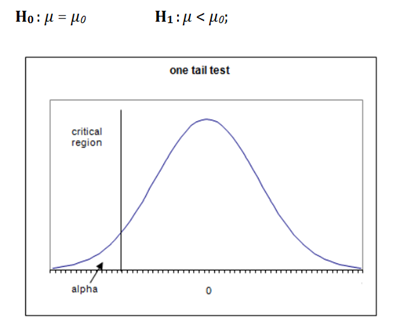 H₀ : μ = μ₀ H₁ : μ < μ₀;
one tail test
critical
region
alpha
0